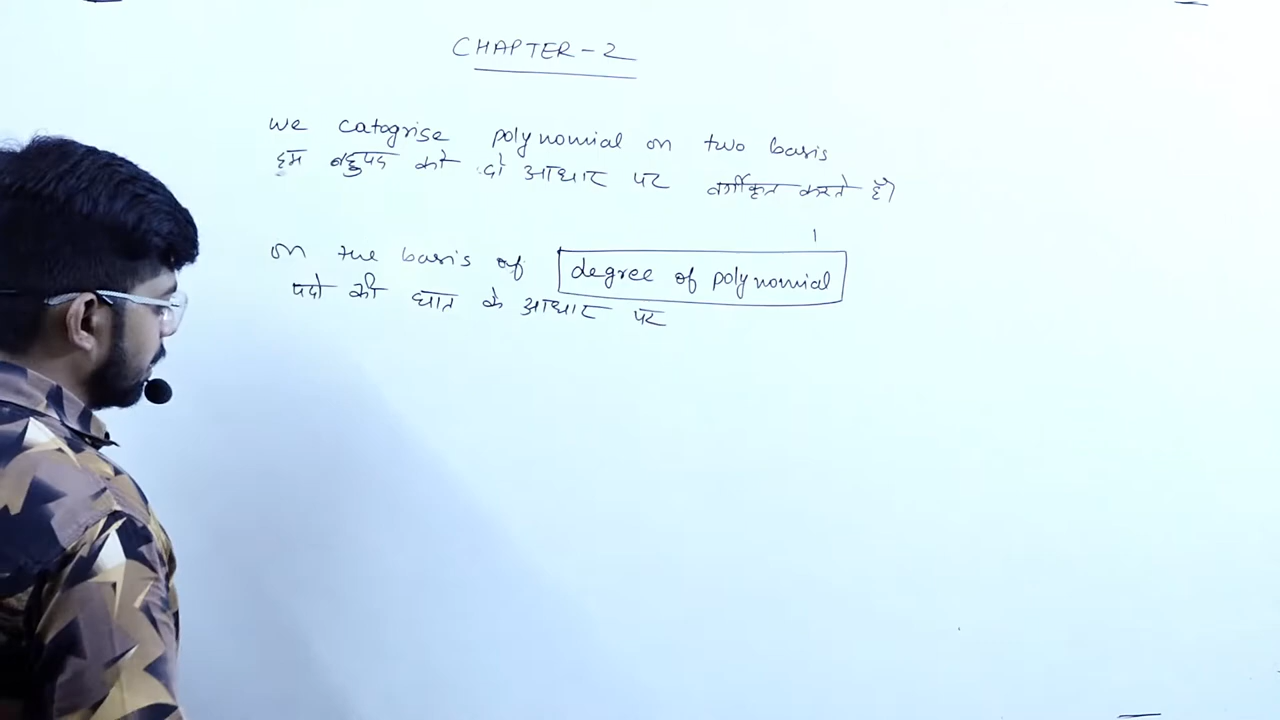 CHAPTER-2
we catogrise polynomial on two basis
हम बहुपद को दो आधार पर वर्गीकृत करते हैं
on the basis of degree of polynomial
पदो की घात के आधार पर